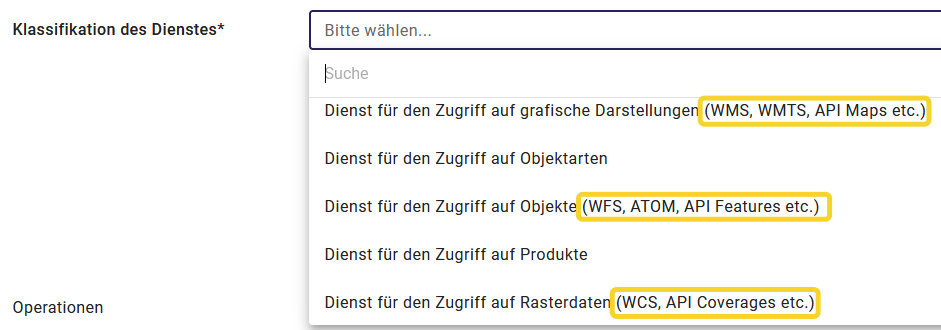 Klassifikation des Dienstes*
Bitte wählen...
Suche
Dienst für den Zugriff auf grafische Darstellungen (WMS, WMTS, API Maps etc.)
Dienst für den Zugriff auf Objektarten
Dienst für den Zugriff auf Objekte (WFS, ATOM, API Features etc.)
Dienst für den Zugriff auf Produkte
Dienst für den Zugriff auf Rasterdaten (WCS, API Coverages etc.)
Operationen